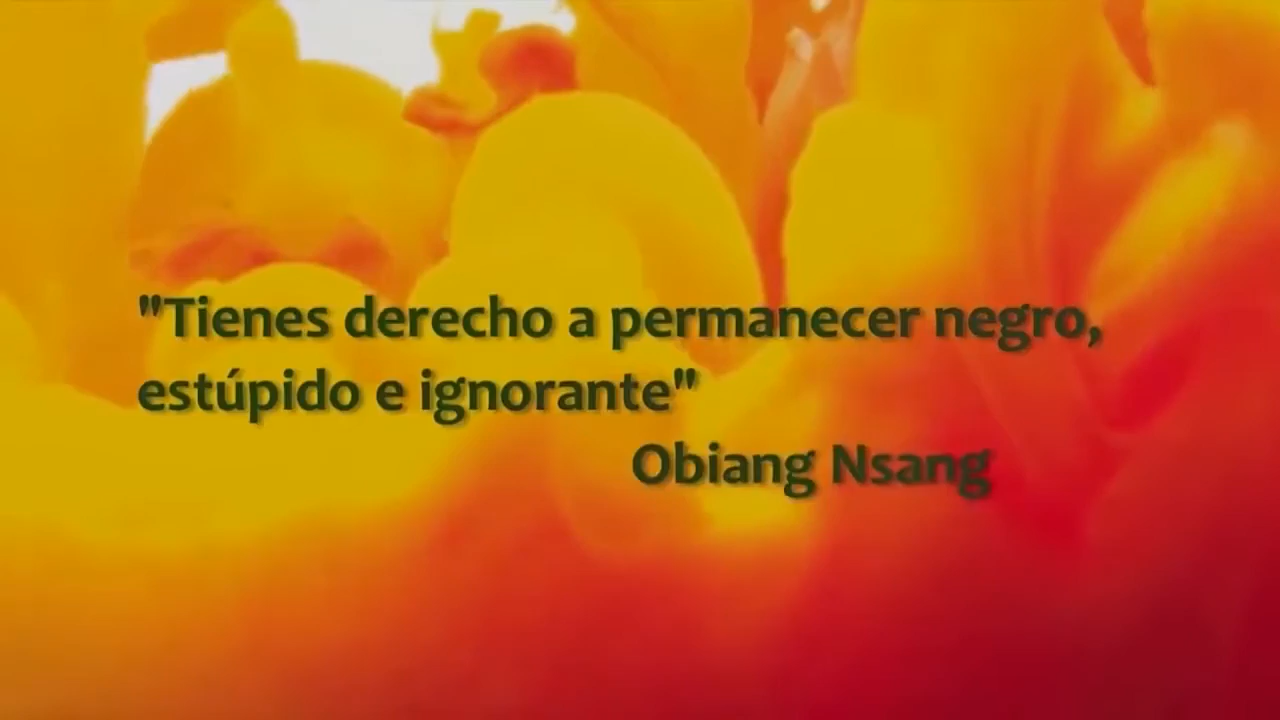 "Tienes derecho a permanecer negro,
estúpido e ignorante"
Obiang Nsang